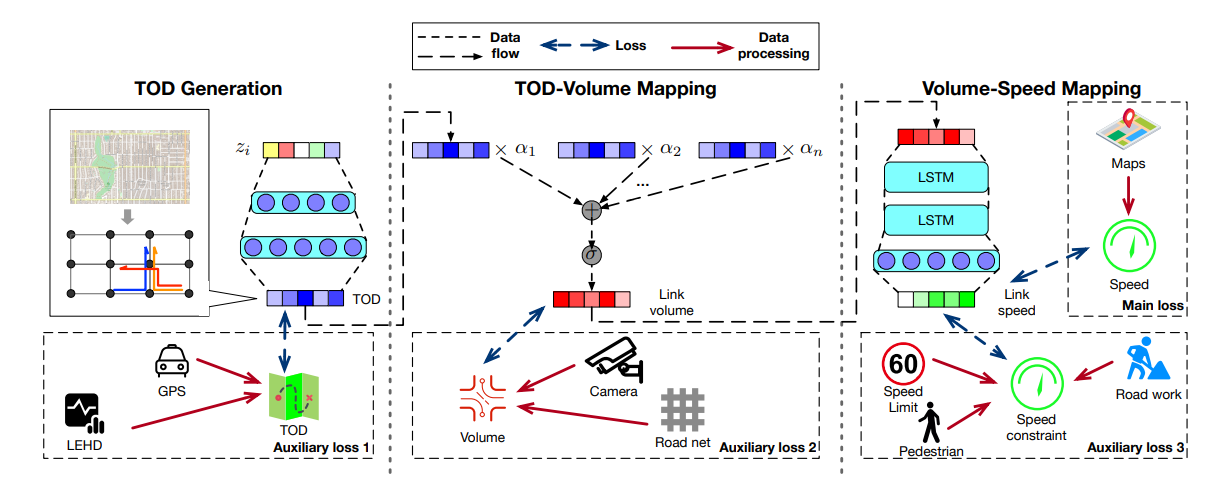 Data
flow
Loss
Data
processing
TOD Generation
TOD-Volume Mapping
Volume-Speed Mapping
z_i
TOD
× α_1
× α_2
× α_n
...
+
σ
Link
volume
LSTM
LSTM
Link
speed
Maps
Speed
Main loss
GPS
LEHD
TOD
Auxiliary loss 1
Camera
Volume
Road net
Auxiliary loss 2
60
Speed
Limit
Pedestrian
Speed
constraint
Road work
Auxiliary loss 3